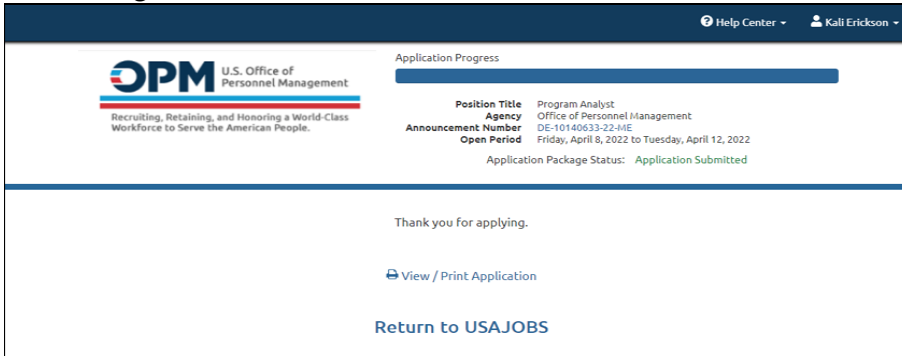 Help Center
Kali Erickson
OPM
U.S. Office of
Personnel Management
Recruiting, Retaining, and Honoring a World-Class
Workforce to Serve the American People.
Application Progress
Position Title Program Analyst
Agency Office of Personnel Management
Announcement Number DE-10140633-22-ME
Open Period Friday, April 8, 2022 to Tuesday, April 12, 2022
Application Package Status: Application Submitted
Thank you for applying.
View / Print Application
Return to USAJOBS